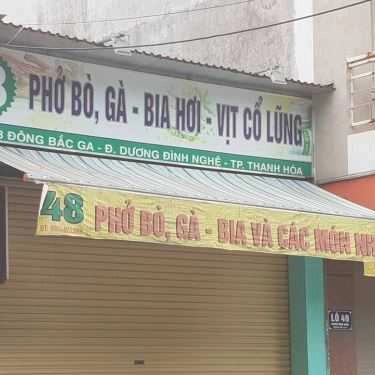 PHỞ BÒ, GÀ - BIA HƠI - VỊT CỔ LŨNG
ĐÔNG BẮC GA - Đ. DƯƠNG ĐÌNH NGHỆ - TP. THANH HÓA
48 PHỞ BÒ, GÀ - BIA VÀ CÁC MÓN NH
LÔ 40